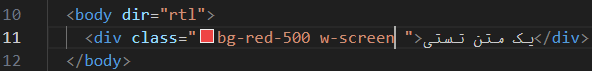 10 <body dir="rtl">
11 <div class="bg-red-500 w-screen ">یک متن تستی</div>
12 </body>